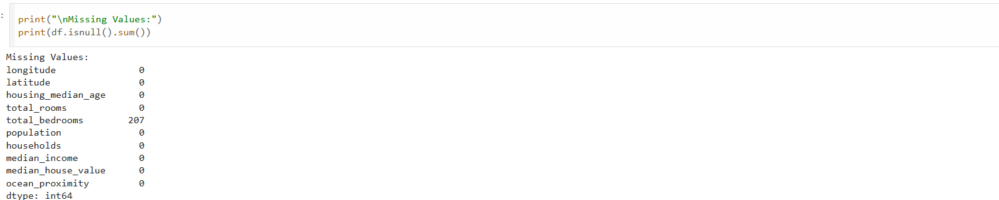 :
print("\nMissing Values:")
print(df.isnull().sum())
Missing Values:
longitude 0
latitude 0
housing_median_age 0
total_rooms 0
total_bedrooms 207
population 0
households 0
median_income 0
median_house_value 0
ocean_proximity 0
dtype: int64